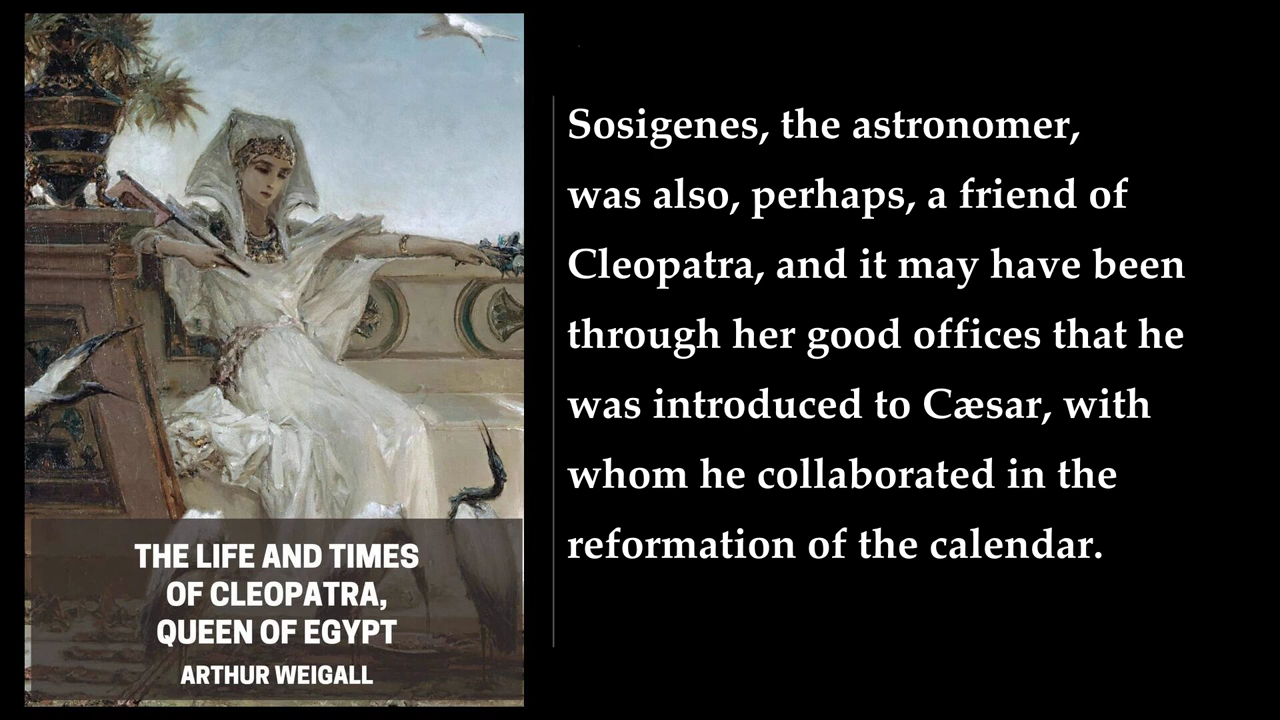 Sosigenes, the astronomer,
was also, perhaps, a friend of
Cleopatra, and it may have been
through her good offices that he
was introduced to Cæsar, with
whom he collaborated in the
reformation of the calendar.
THE LIFE AND TIMES
OF CLEOPATRA,
QUEEN OF EGYPT
ARTHUR WEIGALL